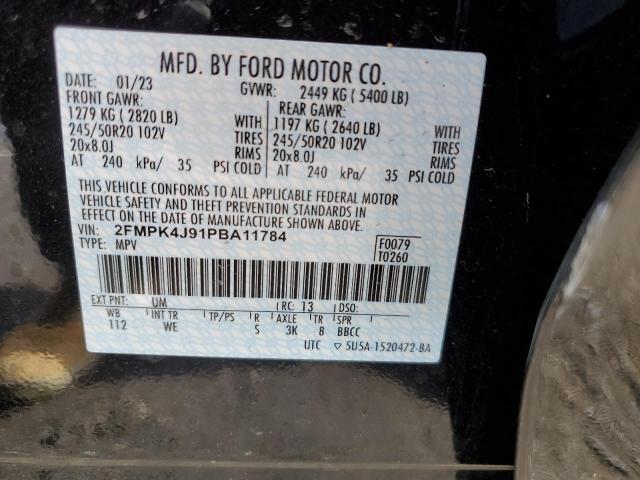 MFD. BY FORD MOTOR CO.
DATE: 01/23 GVWR: 2449 KG ( 5400 LB)
FRONT GAWR: REAR GAWR:
1279 KG ( 2820 LB) WITH 1197 KG ( 2640 LB) WITH
245/50R20 102V TIRES 245/50R20 102V TIRES
20x8.0J RIMS 20x8.0J RIMS
AT 240 kPa/ 35 PSI COLD AT 240 kPa/ 35 PSI COLD
THIS VEHICLE CONFORMS TO ALL APPLICABLE FEDERAL MOTOR
VEHICLE SAFETY AND THEFT PREVENTION STANDARDS IN
EFFECT ON THE DATE OF MANUFACTURE SHOWN ABOVE.
VIN: 2FMPK4J91PBA11784
TYPE: MPV F0079
T0260
EXT PNT: UM RC: 13 DSO:
WB INT TR TP/PS R AXLE TR SPR
112 WE S 3K 8 BBCC
UTC ▽ 5U5A-1520472-BA